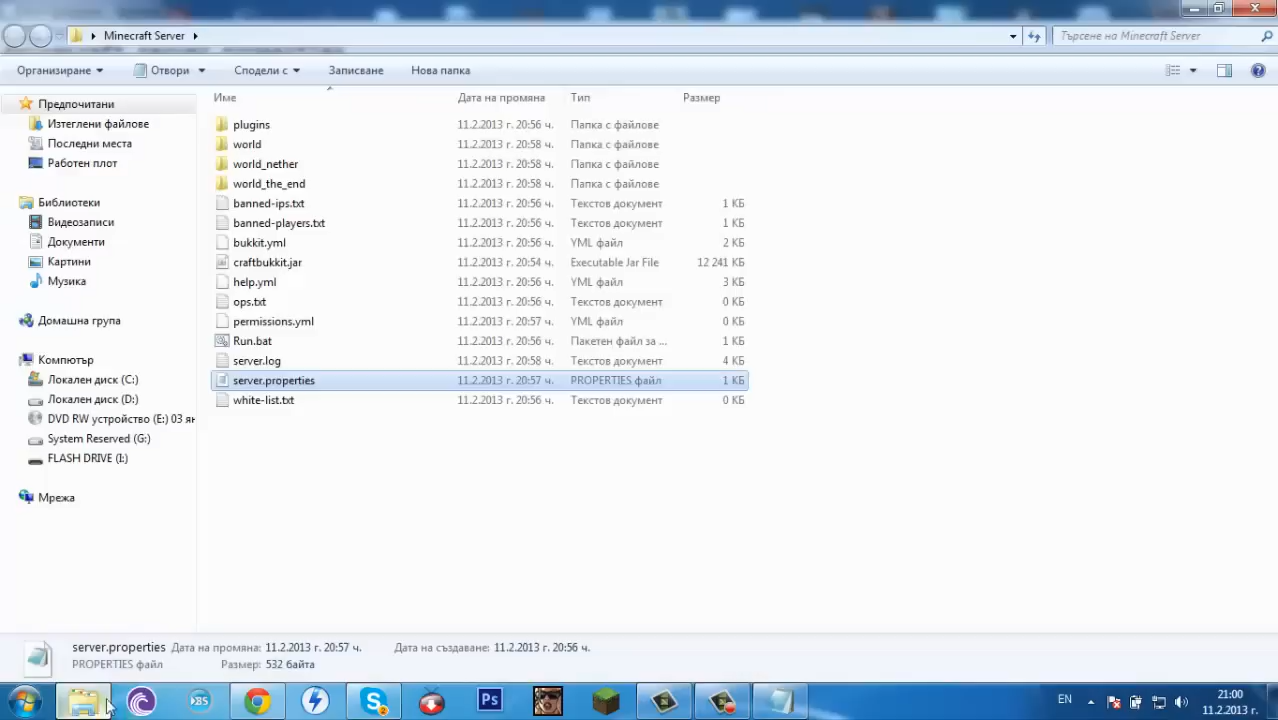 Minecraft Server
Търсене на Minecraft Server
Организиране Отвори Сподели с Записване Нова папка
Име Дата на промяна Тип Размер
Предпочитани
Изтеглени файлове
Последни места
Работен плот
Библиотеки
Видеозаписи
Документи
Картини
Музика
Домашна група
Компютър
Локален диск (C:)
Локален диск (D:)
DVD RW устройство (E:) 03 ян
System Reserved (G:)
FLASH DRIVE (I:)
Мрежа
plugins 11.2.2013 г. 20:56 ч. Папка с файлове
world 11.2.2013 г. 20:58 ч. Папка с файлове
world_nether 11.2.2013 г. 20:58 ч. Папка с файлове
world_the_end 11.2.2013 г. 20:58 ч. Папка с файлове
banned-ips.txt 11.2.2013 г. 20:56 ч. Текстов документ 1 КБ
banned-players.txt 11.2.2013 г. 20:56 ч. Текстов документ 1 КБ
bukkit.yml 11.2.2013 г. 20:56 ч. YML файл 2 КБ
craftbukkit.jar 11.2.2013 г. 20:54 ч. Executable Jar File 12 241 КБ
help.yml 11.2.2013 г. 20:56 ч. YML файл 3 КБ
ops.txt 11.2.2013 г. 20:56 ч. Текстов документ 0 КБ
permissions.yml 11.2.2013 г. 20:57 ч. YML файл 0 КБ
Run.bat 11.2.2013 г. 20:56 ч. Пакетен файл за ... 1 КБ
server.log 11.2.2013 г. 20:58 ч. Текстов документ 4 КБ
server.properties 11.2.2013 г. 20:57 ч. PROPERTIES файл 1 КБ
white-list.txt 11.2.2013 г. 20:56 ч. Текстов документ 0 КБ
server.properties Дата на промяна: 11.2.2013 г. 20:57 ч. Дата на създаване: 11.2.2013 г. 20:56 ч.
PROPERTIES файл Размер: 532 байта
BS
Ps
EN
21:00
11.2.2013 г.